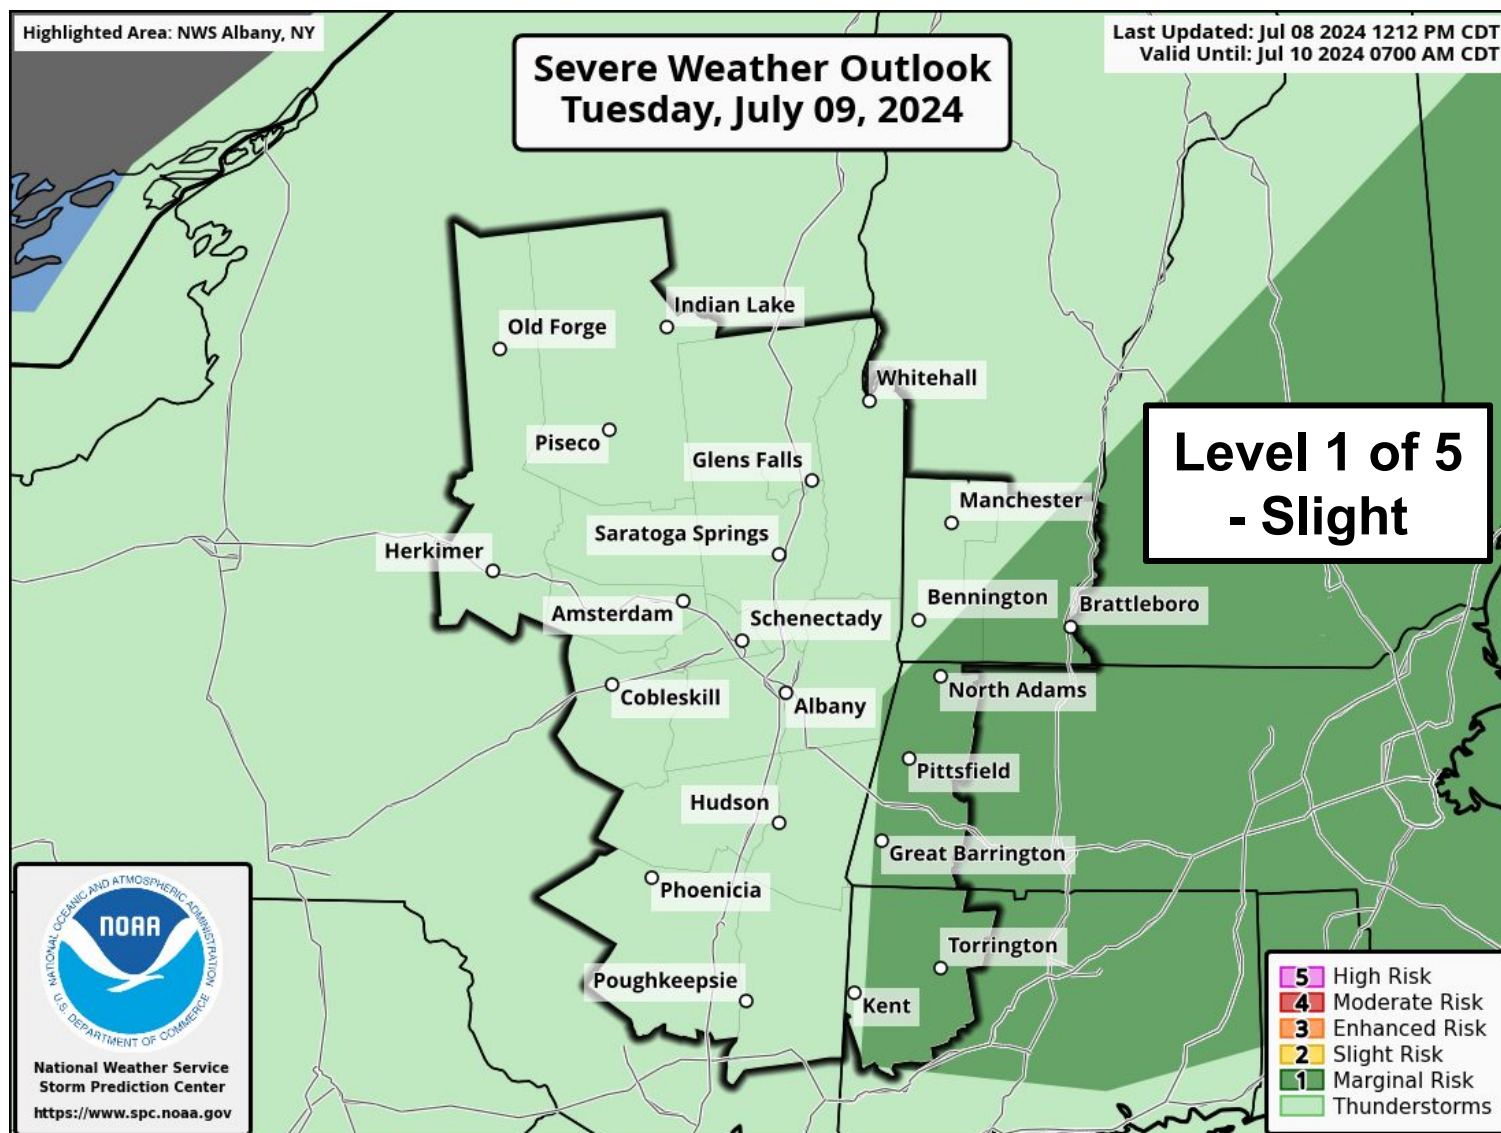 Highlighted Area: NWS Albany, NY
Last Updated: Jul 08 2024 1212 PM CDT
Valid Until: Jul 10 2024 0700 AM CDT
Severe Weather Outlook
Tuesday, July 09, 2024
Indian Lake
Old Forge
Whitehall
Piseco
Glens Falls
Level 1 of 5
- Slight
Manchester
Saratoga Springs
Herkimer
Bennington
Brattleboro
Amsterdam
Schenectady
North Adams
Cobleskill
Albany
Pittsfield
Hudson
Great Barrington
Phoenicia
Torrington
Poughkeepsie
Kent
NATIONAL OCEANIC AND ATMOSPHERIC ADMINISTRATION
NOAA
U.S. DEPARTMENT OF COMMERCE
National Weather Service
Storm Prediction Center
https://www.spc.noaa.gov
5 High Risk
4 Moderate Risk
3 Enhanced Risk
2 Slight Risk
1 Marginal Risk
Thunderstorms